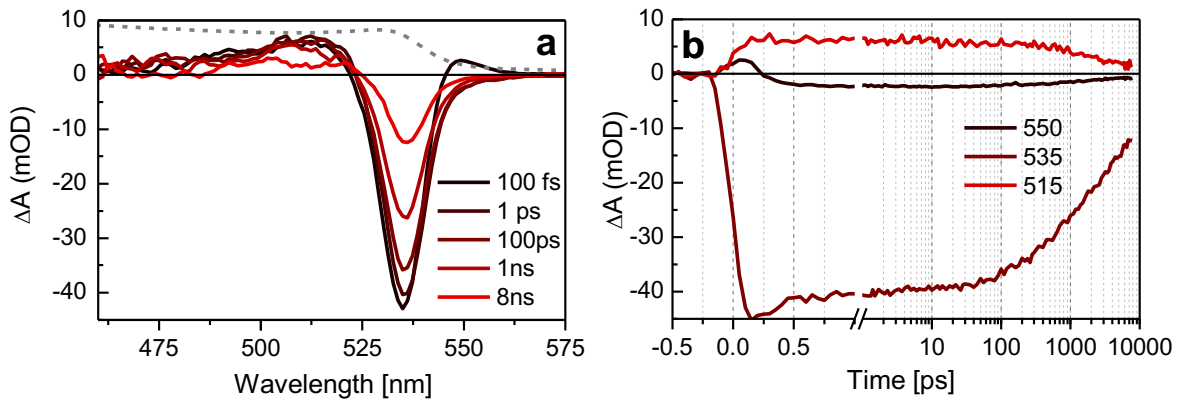 a
10
0
-10
-20
-30
-40
ΔA (mOD)
100 fs
1 ps
100ps
1ns
8ns
475
500
525
550
575
Wavelength [nm]
b
10
0
-10
-20
-30
-40
ΔA (mOD)
550
535
515
-0.5
0.0
0.5
10
100
1000
10000
Time [ps]